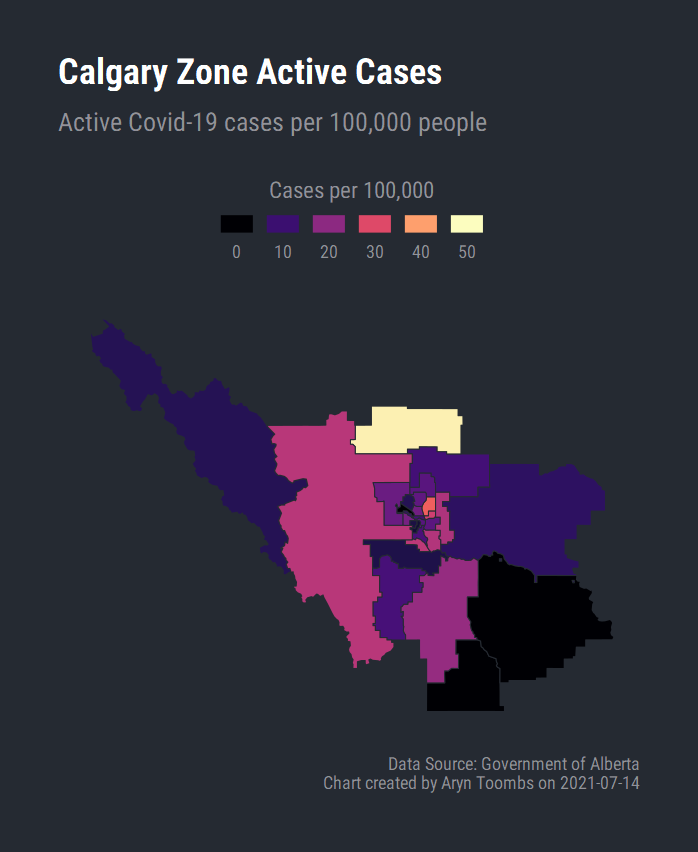 Calgary Zone Active Cases
Active Covid-19 cases per 100,000 people
Cases per 100,000
0 10 20 30 40 50
Data Source: Government of Alberta
Chart created by Aryn Toombs on 2021-07-14